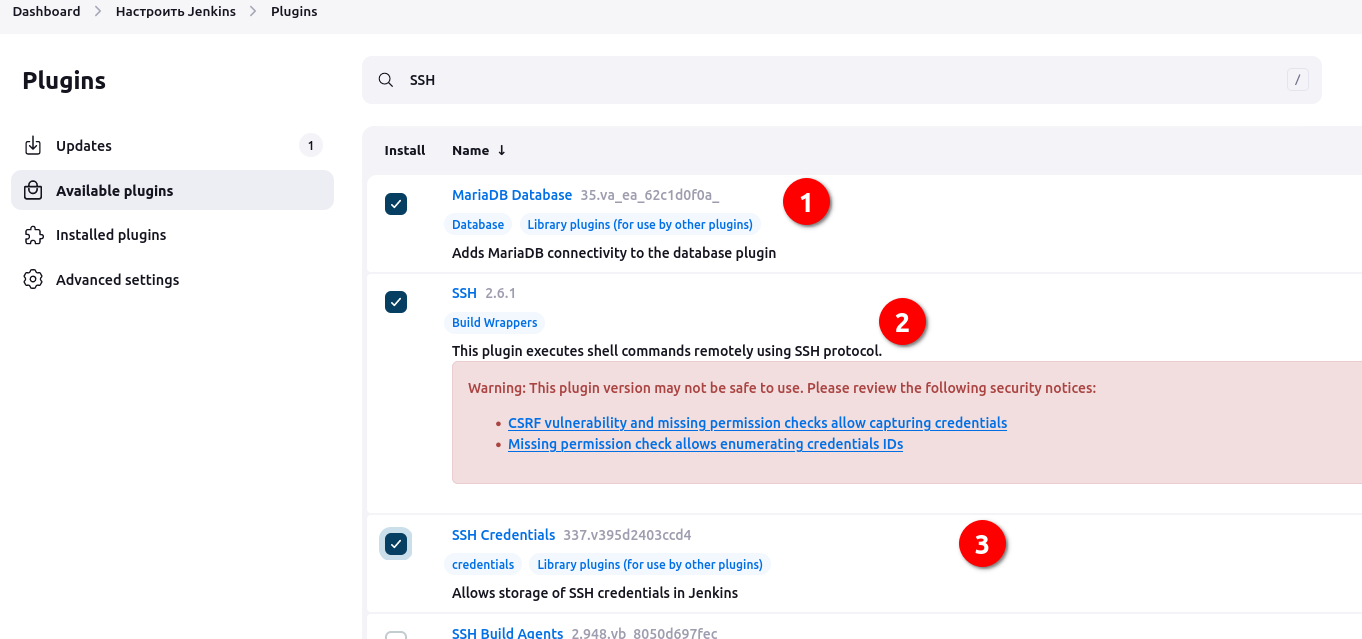 Dashboard > Настроить Jenkins > Plugins
Plugins
SSH /
Updates 1
Available plugins
Installed plugins
Advanced settings
Install Name ↓
MariaDB Database 35.va_ea_62c1d0f0a_
1
Database Library plugins (for use by other plugins)
Adds MariaDB connectivity to the database plugin
SSH 2.6.1
2
Build Wrappers
This plugin executes shell commands remotely using SSH protocol.
Warning: This plugin version may not be safe to use. Please review the following security notices:
• CSRF vulnerability and missing permission checks allow capturing credentials
• Missing permission check allows enumerating credentials IDs
SSH Credentials 337.v395d2403ccd4
3
credentials Library plugins (for use by other plugins)
Allows storage of SSH credentials in Jenkins
SSH Build Agents 2.948.vb_8050d697fec